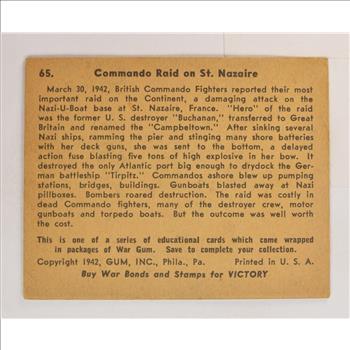 65. Commando Raid on St. Nazaire
March 30, 1942, British Commando Fighters reported their most
important raid on the Continent, a damaging attack on the
Nazi-U-Boat base at St. Nazaire, France. "Hero" of the raid
was the former U. S. destroyer "Buchanan," transferred to Great
Britain and renamed the "Campbeltown." After sinking several
Nazi ships, ramming the pier and stinging many shore batteries
with her deck guns, she was sent to the bottom, a delayed
action fuse blasting five tons of high explosive in her bow. It
destroyed the only Atlantic port big enough to drydock the Ger-
man battleship "Tirpitz." Commandos ashore blew up pumping
stations, bridges, buildings. Gunboats blasted away at Nazi
pillboxes. Bombers roared destruction. The raid was costly in
dead Commando fighters, many of the destroyer crew, motor
gunboats and torpedo boats. But the outcome was well worth
the cost.
This is one of a series of educational cards which come wrapped
in packages of War Gum. Save to complete your collection.
Copyright 1942, GUM, INC., Phila., Pa. Printed in U. S. A.
Buy War Bonds and Stamps for VICTORY